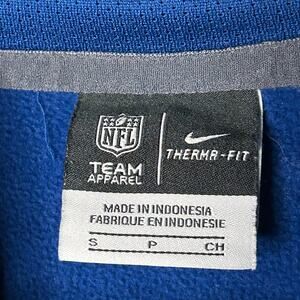 NFL
TEAM
APPAREL
THERMA-FIT
MADE IN INDONESIA
FABRIQUE EN INDONESIE
S P CH